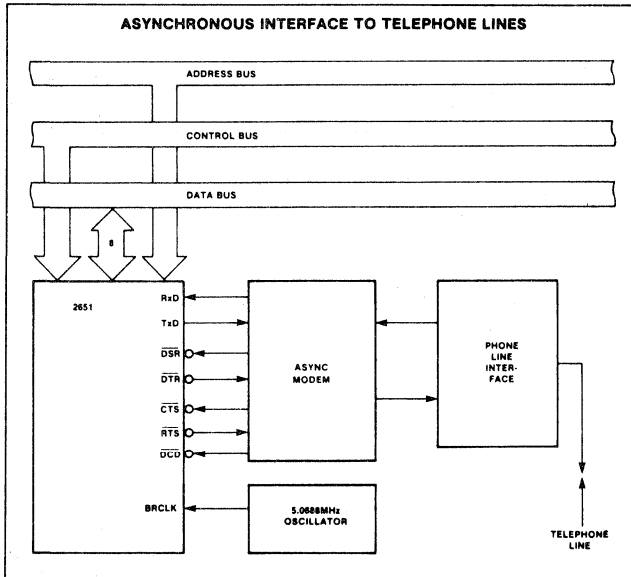 ASYNCHRONOUS INTERFACE TO TELEPHONE LINES
ADDRESS BUS
CONTROL BUS
DATA BUS
8
2651
RxD
TxD
DSR
DTR
CTS
RTS
DCD
BRCLK
ASYNC
MODEM
PHONE
LINE
INTER-
FACE
5.0688MHz
OSCILLATOR
TELEPHONE
LINE